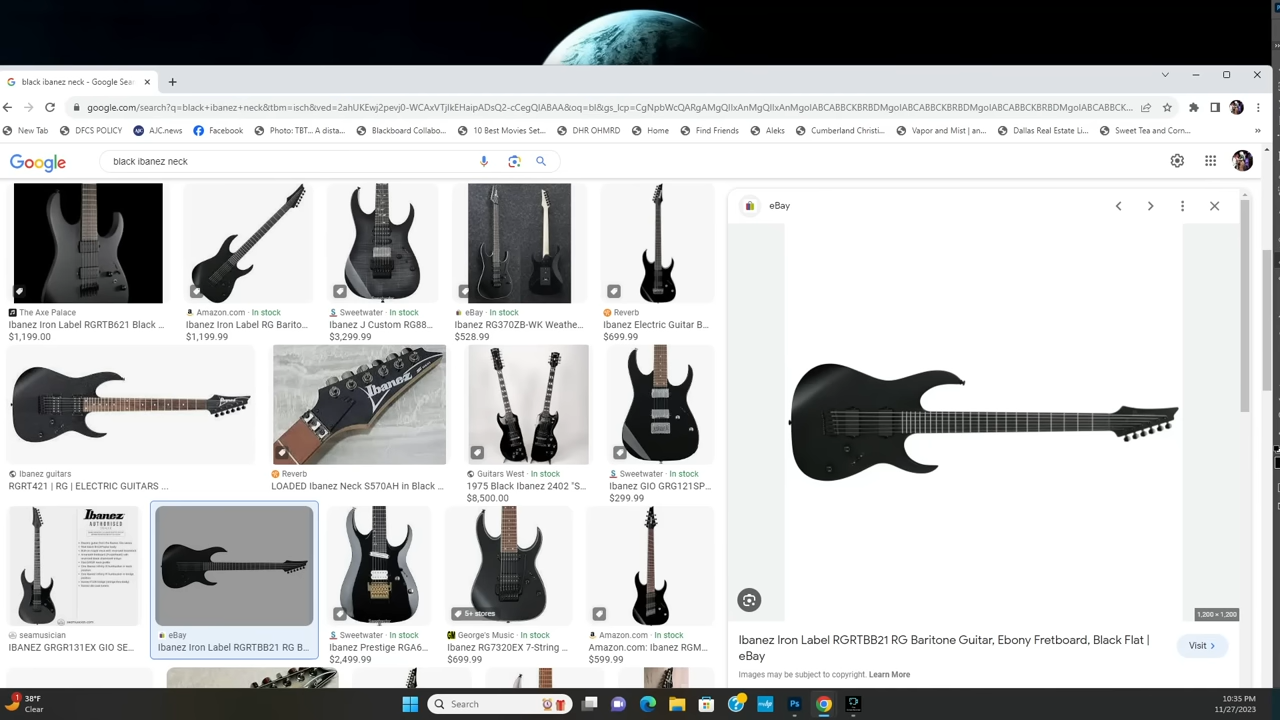 black ibanez neck - Google Sea
google.com/search?q=black+ibanez+neck&tbm=isch&ved=2ahUKEwj2pevj0-WCAxVTjIkEHaipADsQ2-cCegQIABAA&oq=bl&gs_lcp=CgNpbWcQARgAMgQIIxAnMgQIIxAnMgoIABCABBCKBRBDMgoIABCABBCKBRBDMgoIABCABBCK...
New Tab DFCS POLICY AJC.news Facebook Photo: TBT... A dista... Blackboard Collabo... 10 Best Movies Set... DHR OHMRD Home Find Friends Aleks Cumberland Christi... Vapor and Mist | an... Dallas Real Estate Li... Sweet Tea and Corn...
Google black ibanez neck
eBay
The Axe Palace
Ibanez Iron Label RGRTB621 Black ...
$1,199.00
Amazon.com · In stock
Ibanez Iron Label RG Barito...
$1,199.99
Sweetwater · In stock
Ibanez J Custom RG88...
$3,299.99
eBay · In stock
Ibanez RG370ZB-WK Weathe...
$528.99
Reverb
Ibanez Electric Guitar B...
$699.99
Ibanez
Ibanez guitars
RGRT421 | RG | ELECTRIC GUITARS ...
Reverb
LOADED Ibanez Neck S570AH in Black ...
Guitars West · In stock
1975 Black Ibanez 2402 "S...
$8,500.00
Sweetwater · In stock
Ibanez GIO GRG121SP...
$299.99
Ibanez
AUTHORISED
seamusician
IBANEZ GRGR131EX GIO SE...
eBay
Ibanez Iron Label RGRTBB21 RG B...
Sweetwater · In stock
Ibanez Prestige RGA6...
$2,499.99
5+ stores
George's Music · In stock
Ibanez RG7320EX 7-String ...
$699.99
Amazon.com · In stock
Amazon.com: Ibanez RGM...
$599.99
1,200 × 1,200
Ibanez Iron Label RGRTBB21 RG Baritone Guitar, Ebony Fretboard, Black Flat |
eBay
Visit
Images may be subject to copyright. Learn More
1
38°F
Clear
Search
10:35 PM
11/27/2023